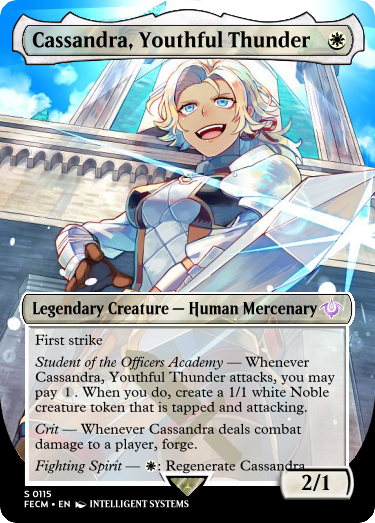 Cassandra, Youthful Thunder
Legendary Creature — Human Mercenary
First strike
Student of the Officers Academy — Whenever
Cassandra, Youthful Thunder attacks, you may
pay 1. When you do, create a 1/1 white Noble
creature token that is tapped and attacking.
Crit — Whenever Cassandra deals combat
damage to a player, forge.
Fighting Spirit — : Regenerate Cassandra.
2/1
S 0115
FECM • EN INTELLIGENT SYSTEMS